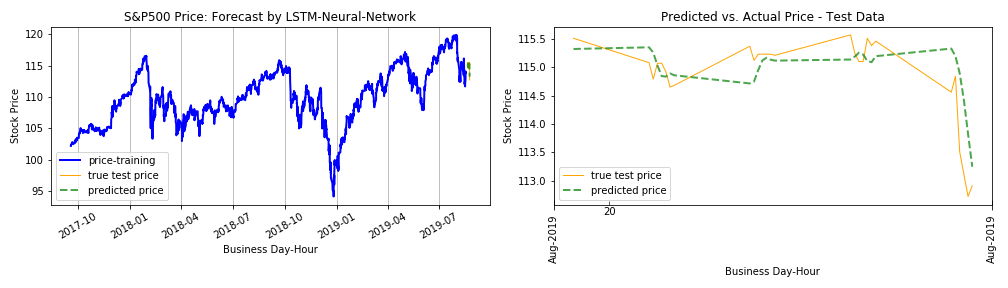 S&P500 Price: Forecast by LSTM-Neural-Network
Stock Price
120
115
110
105
100
95
price-training
true test price
predicted price
2017-10
2018-01
2018-04
2018-07
2018-10
2019-01
2019-04
2019-07
Business Day-Hour
Predicted vs. Actual Price - Test Data
Stock Price
115.5
115.0
114.5
114.0
113.5
113.0
true test price
predicted price
20
Aug-2019
Aug-2019
Business Day-Hour